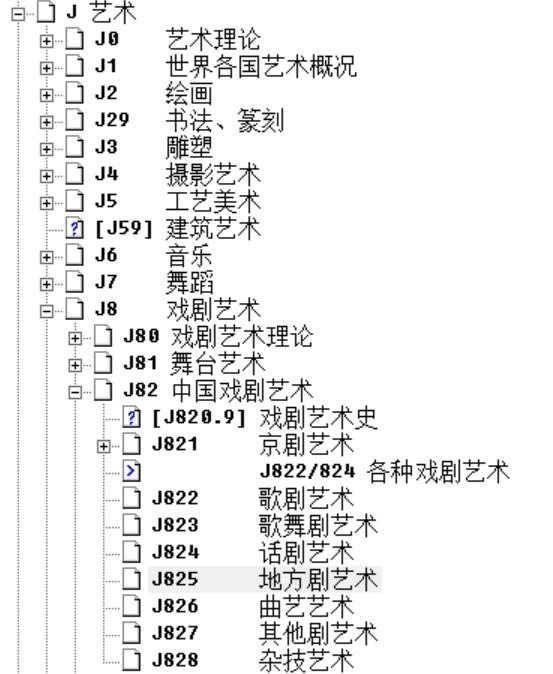 J 艺术
J0 艺术理论
J1 世界各国艺术概况
J2 绘画
J29 书法、篆刻
J3 雕塑
J4 摄影艺术
J5 工艺美术
[J59] 建筑艺术
J6 音乐
J7 舞蹈
J8 戏剧艺术
J80 戏剧艺术理论
J81 舞台艺术
J82 中国戏剧艺术
[J820.9] 戏剧艺术史
J821 京剧艺术
J822/824 各种戏剧艺术
J822 歌剧艺术
J823 歌舞剧艺术
J824 话剧艺术
J825 地方剧艺术
J826 曲艺艺术
J827 其他剧艺术
J828 杂技艺术